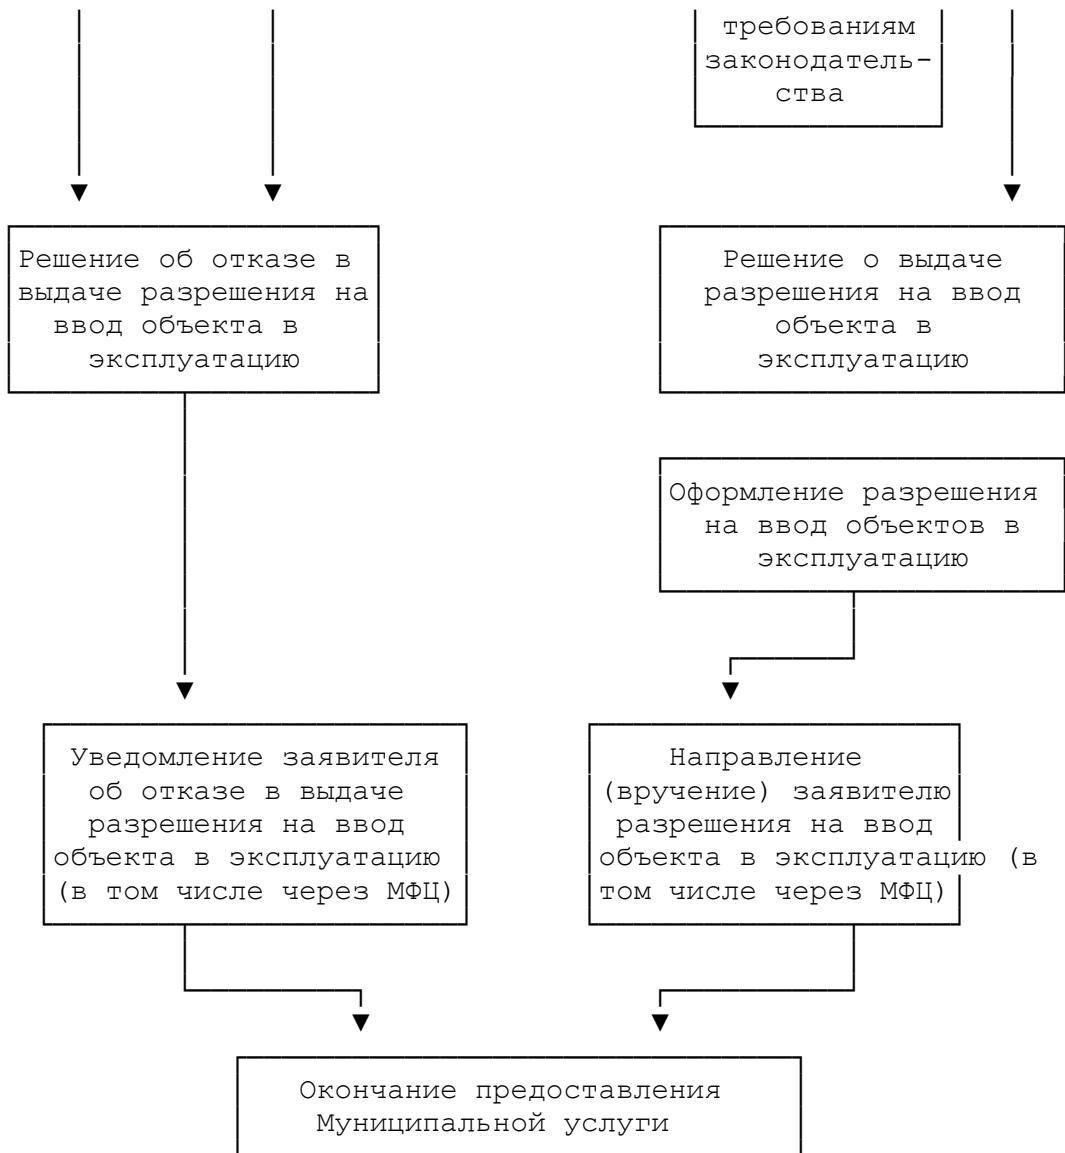 требованиям
законодатель-
ства
Решение об отказе в
выдаче разрешения на
ввод объекта в
эксплуатацию
Решение о выдаче
разрешения на ввод
объекта в
эксплуатацию
Оформление разрешения
на ввод объектов в
эксплуатацию
Уведомление заявителя
об отказе в выдаче
разрешения на ввод
объекта в эксплуатацию
(в том числе через МФЦ)
Направление
(вручение) заявителю
разрешения на ввод
объекта в эксплуатацию (в
том числе через МФЦ)
Окончание предоставления
Муниципальной услуги